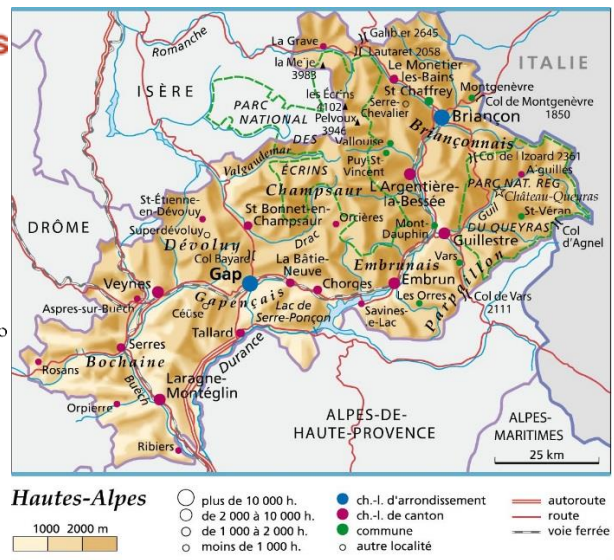 s
Romanche
Galibier 2645
La Grave
Lautaret 2058
la Meije
3983
Le Monetier
-les-Bains
St Chaffrey
ITALIE
ISÈRE
les Écrins
4102
Serre-
Chevalier
Montgenèvre
Col de Montgenèvre
1850
PARC
NATIONAL
DES
ÉCRINS
Pelvoux
3946
Briançon
Briançonnais
Vallouise
Puy-St-
Vincent
Col de l'Izoard 2361
Valgaudemar
Champsaur
L'Argentière-
la-Bessée
Aiguilles
PARC NAT. RÉG
DU QUEYRAS
Château-Queyras
St-Étienne-
en-Dévoluy
St Bonnet-en-
Champsaur
Orcières
Guil
St-Véran
DRÔME
Superdévoluy
Drac
Mont-
Dauphin
Guillestre
Col
d'Agnel
Dévoluy
Col Bayard
La Bâtie-
Neuve
Embrunais
Vars
Parpaillon
Gap
Veynes
Chorges
Embrun
Gapençais
Les Orres
Aspres-sur-Buëch
Céüse
Lac de
Serre-Ponçon
Savines-
le-Lac
Col de Vars
2111
o
Tallard
Serres
Durance
Rosans
Bochaine
Buëch
Laragne-
Montéglin
Orpierre
ALPES-DE-
HAUTE-PROVENCE
ALPES-
MARITIMES
Ribiers
25 km
Hautes-Alpes
1000 2000 m
plus de 10 000 h.
de 2 000 à 10 000 h.
de 1 000 à 2 000 h.
moins de 1 000 h.
ch.-l. d'arrondissement
ch.-l. de canton
commune
autre localité
autoroute
route
voie ferrée